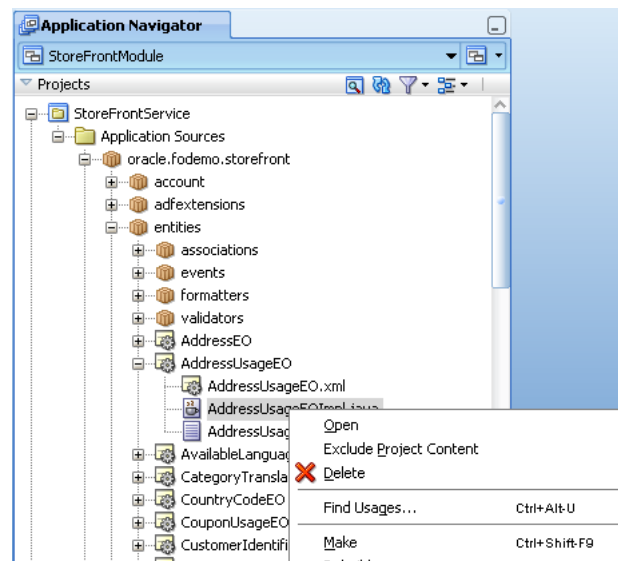 Application Navigator
StoreFrontModule
Projects
StoreFrontService
Application Sources
oracle.fodemo.storefront
account
adfextensions
entities
associations
events
formatters
validators
AddressEO
AddressUsageEO
AddressUsageEO.xml
AddressUsageEOImpl.java
AddressUsag
Open
AvailableLanguag
Exclude Project Content
CategoryTransla
Delete
CountryCodeEO
Find Usages... Ctrl+Alt-U
CouponUsageEO
CustomerIdentifi
Make Ctrl+Shift-F9